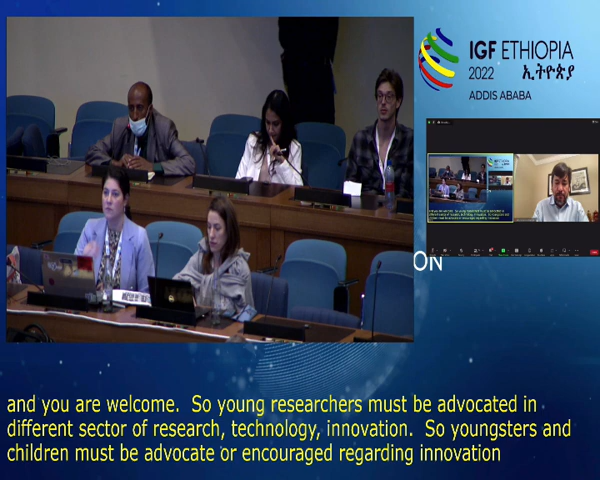 IGF ETHIOPIA
2022 ኢትዮጵያ
ADDIS ABABA
ON
and you are welcome. So young researchers must be advocated in
different sector of research, technology, innovation. So youngsters and
children must be advocate or encouraged regarding innovation